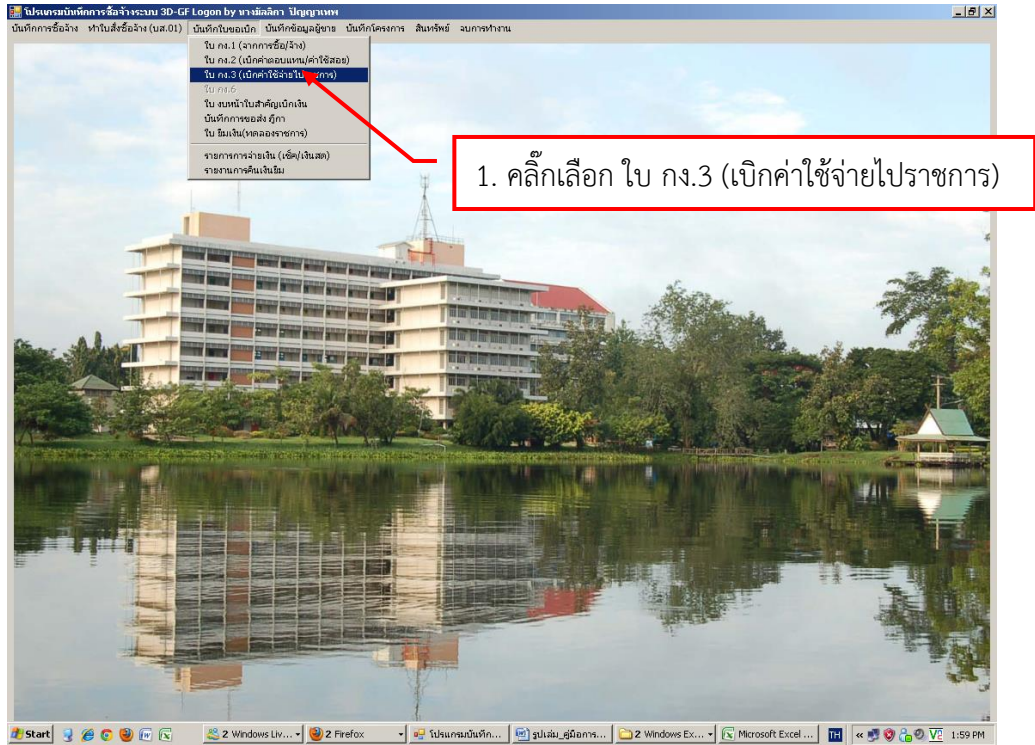 โปรแกรมบันทึกการซื้อจ้างระบบ 3D-GF Logon by นางมัลลิกา ปัญญาเทพ
บันทึกการซื้อจ้าง ทำใบสั่งซื้อจ้าง (บส.01) บันทึกใบขอเบิก บันทึกข้อมูลผู้ขาย บันทึกโครงการ สินทรัพย์ จบการทำงาน
ใบ กง.1 (จากการซื้อ/จ้าง)
ใบ กง.2 (เบิกค่าตอบแทน/ค่าใช้สอย)
ใบ กง.3 (เบิกค่าใช้จ่ายไปราชการ)
ใบ กง.6
ใบ งบหน้าใบสำคัญเบิกเงิน
บันทึกการขอส่ง ฎีกา
ใบ ยืมเงิน(ทดลองราชการ)
รายการการจ่ายเงิน (เช็ค/เงินสด)
รายงานการคืนเงินยืม
1. คลิ๊กเลือก ใบ กง.3 (เบิกค่าใช้จ่ายไปราชการ)
Start 2 Windows Liv... 2 Firefox โปรแกรมบันทึก... รูปเล่ม_คู่มือการ... 2 Windows Ex... Microsoft Excel ... TH « 1:59 PM